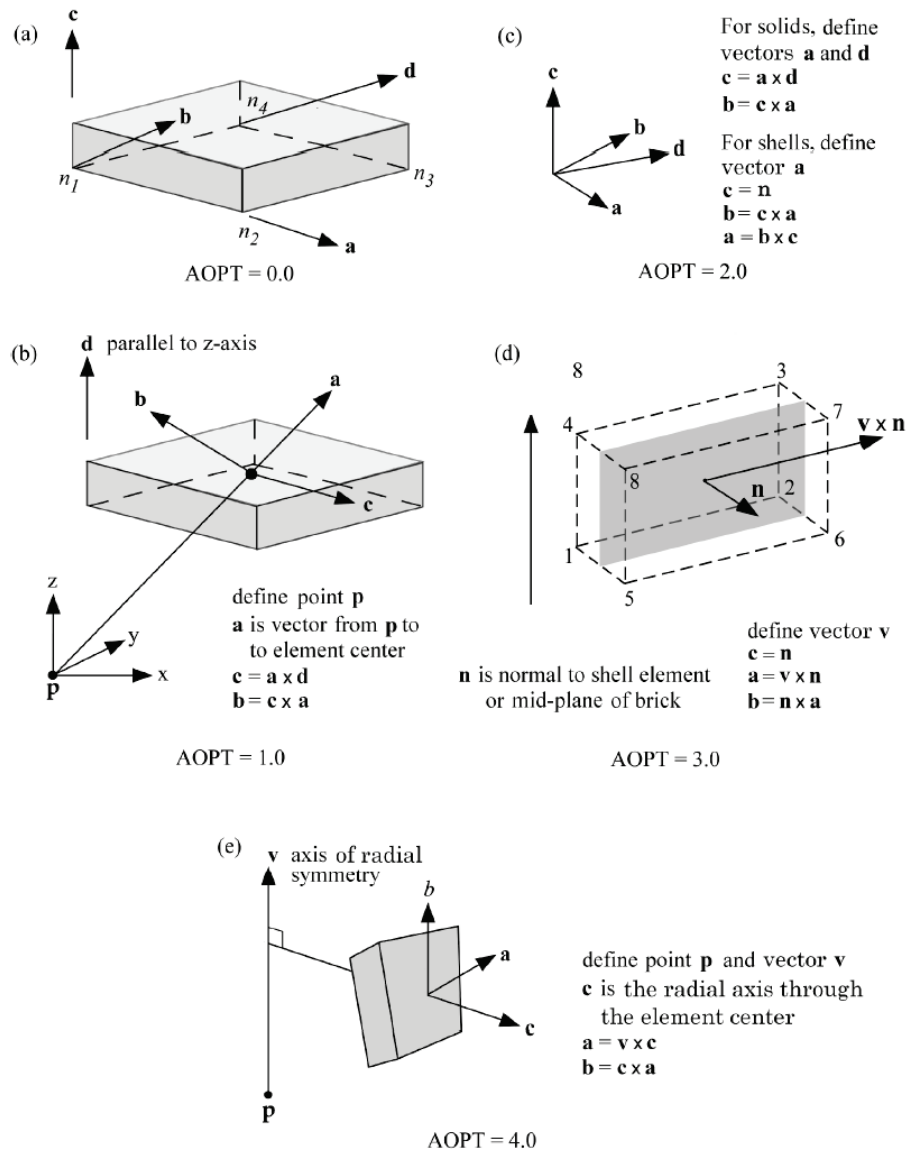 (a)
c
d
n4
b
n1
n3
n2
a
AOPT = 0.0
(c)
c
b
d
a
For solids, define
vectors a and d
c = a x d
b = c x a
For shells, define
vector a
c = n
b = c x a
a = b x c
AOPT = 2.0
(b)
d parallel to z-axis
b
a
c
z
y
x
p
define point p
a is vector from p to
to element center
c = a x d
b = c x a
AOPT = 1.0
(d)
8
3
4
7
v x n
8
n
2
1
6
5
define vector v
c = n
a = v x n
b = n x a
n is normal to shell element
or mid-plane of brick
AOPT = 3.0
(e)
v axis of radial
symmetry
b
a
c
p
define point p and vector v
c is the radial axis through
the element center
a = v x c
b = c x a
AOPT = 4.0